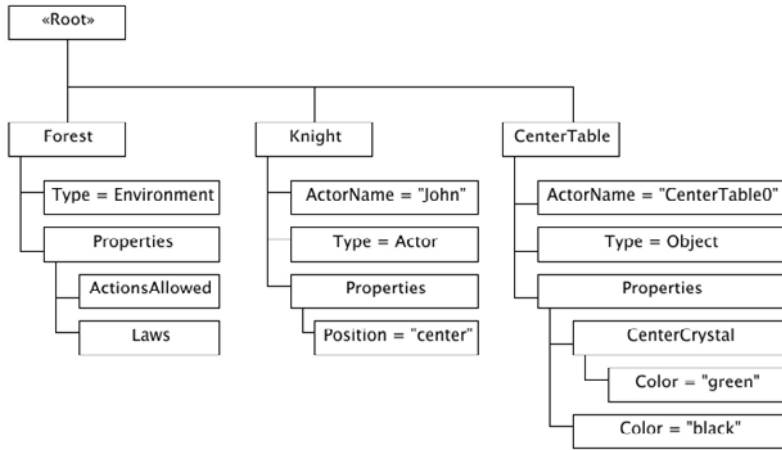 «Root»
Forest
Knight
CenterTable
Type = Environment
ActorName = "John"
ActorName = "CenterTable0"
Properties
Type = Actor
Type = Object
ActionsAllowed
Properties
Properties
Laws
Position = "center"
CenterCrystal
Color = "green"
Color = "black"